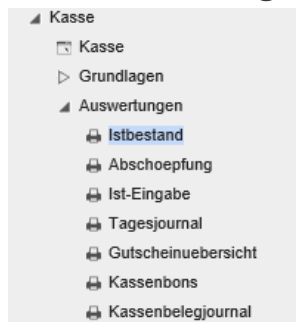 Kasse
Kasse
Grundlagen
Auswertungen
Istbestand
Abschoepfung
Ist-Eingabe
Tagesjournal
Gutscheinuebersicht
Kassenbons
Kassenbelegjournal